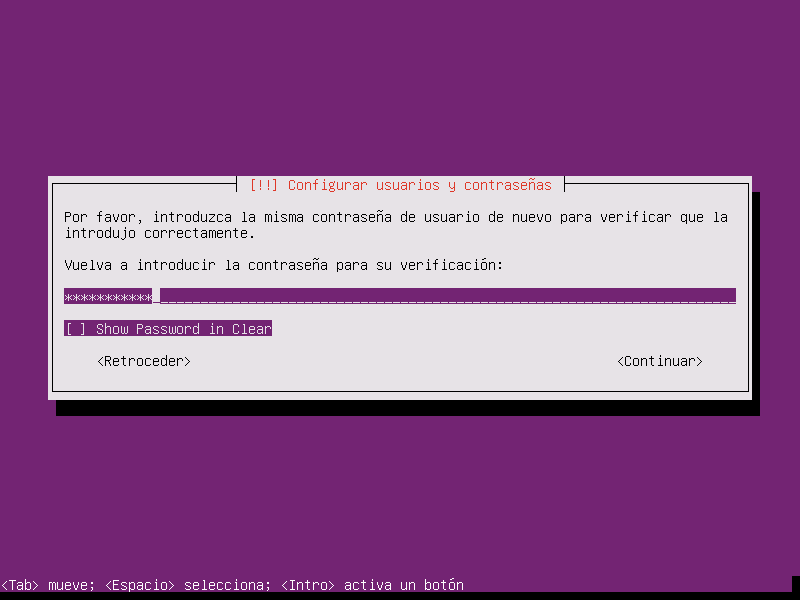 [!!] Configurar usuarios y contraseñas
Por favor, introduzca la misma contraseña de usuario de nuevo para verificar que la
introdujo correctamente.
Vuelva a introducir la contraseña para su verificación:
***********
[ ] Show Password in Clear
<Retroceder> <Continuar>
<Tab> mueve; <Espacio> selecciona; <Intro> activa un botón